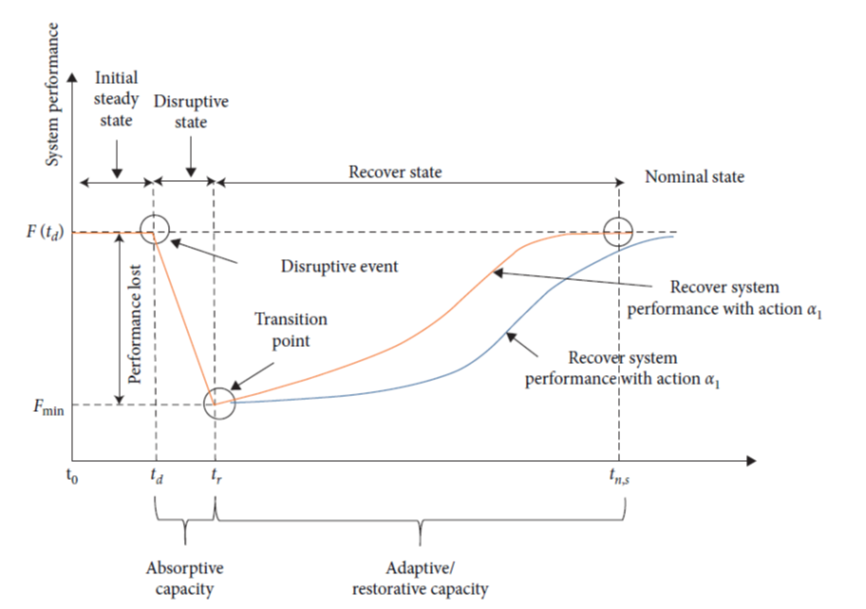 System performance
Initial
steady
state
Disruptive
state
Recover state
Nominal state
F (t_d)
Disruptive event
Performance lost
Transition
point
Recover system
performance with action α₁
Recover system
performance with action α₁
F_min
t₀
t_d
t_r
t_n,s
Absorptive
capacity
Adaptive/
restorative capacity